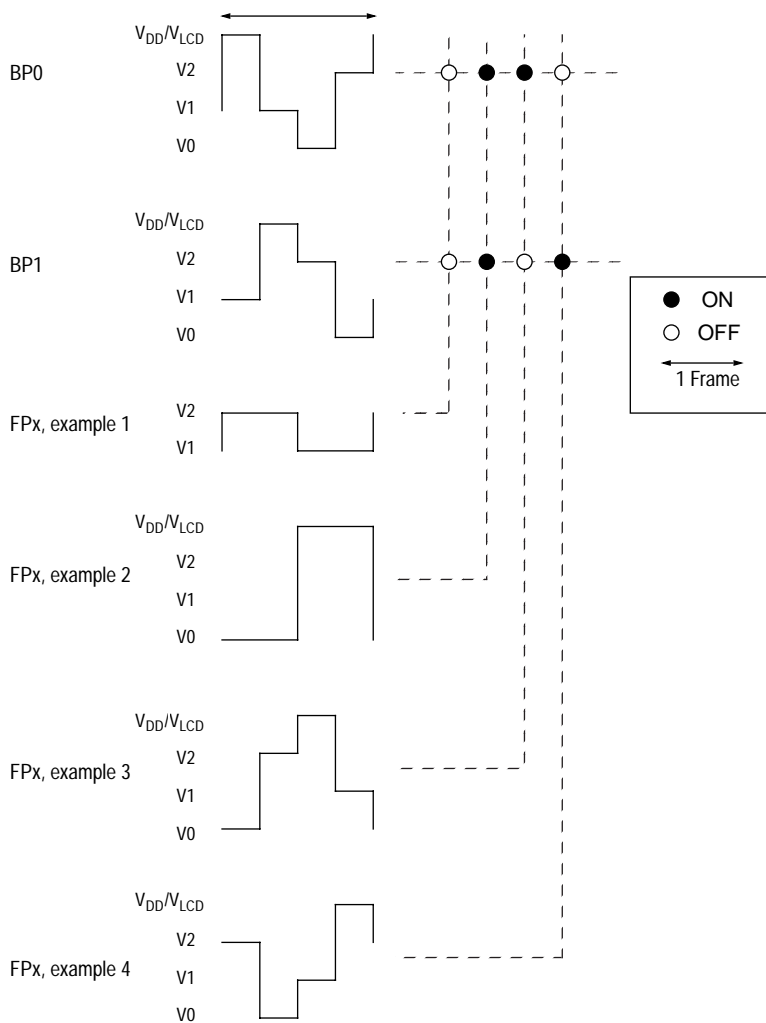 V_DD/V_LCD
BP0
V2
V1
V0
V_DD/V_LCD
BP1
V2
V1
V0
ON
OFF
1 Frame
FPx, example 1
V2
V1
V_DD/V_LCD
FPx, example 2
V2
V1
V0
V_DD/V_LCD
FPx, example 3
V2
V1
V0
V_DD/V_LCD
FPx, example 4
V2
V1
V0